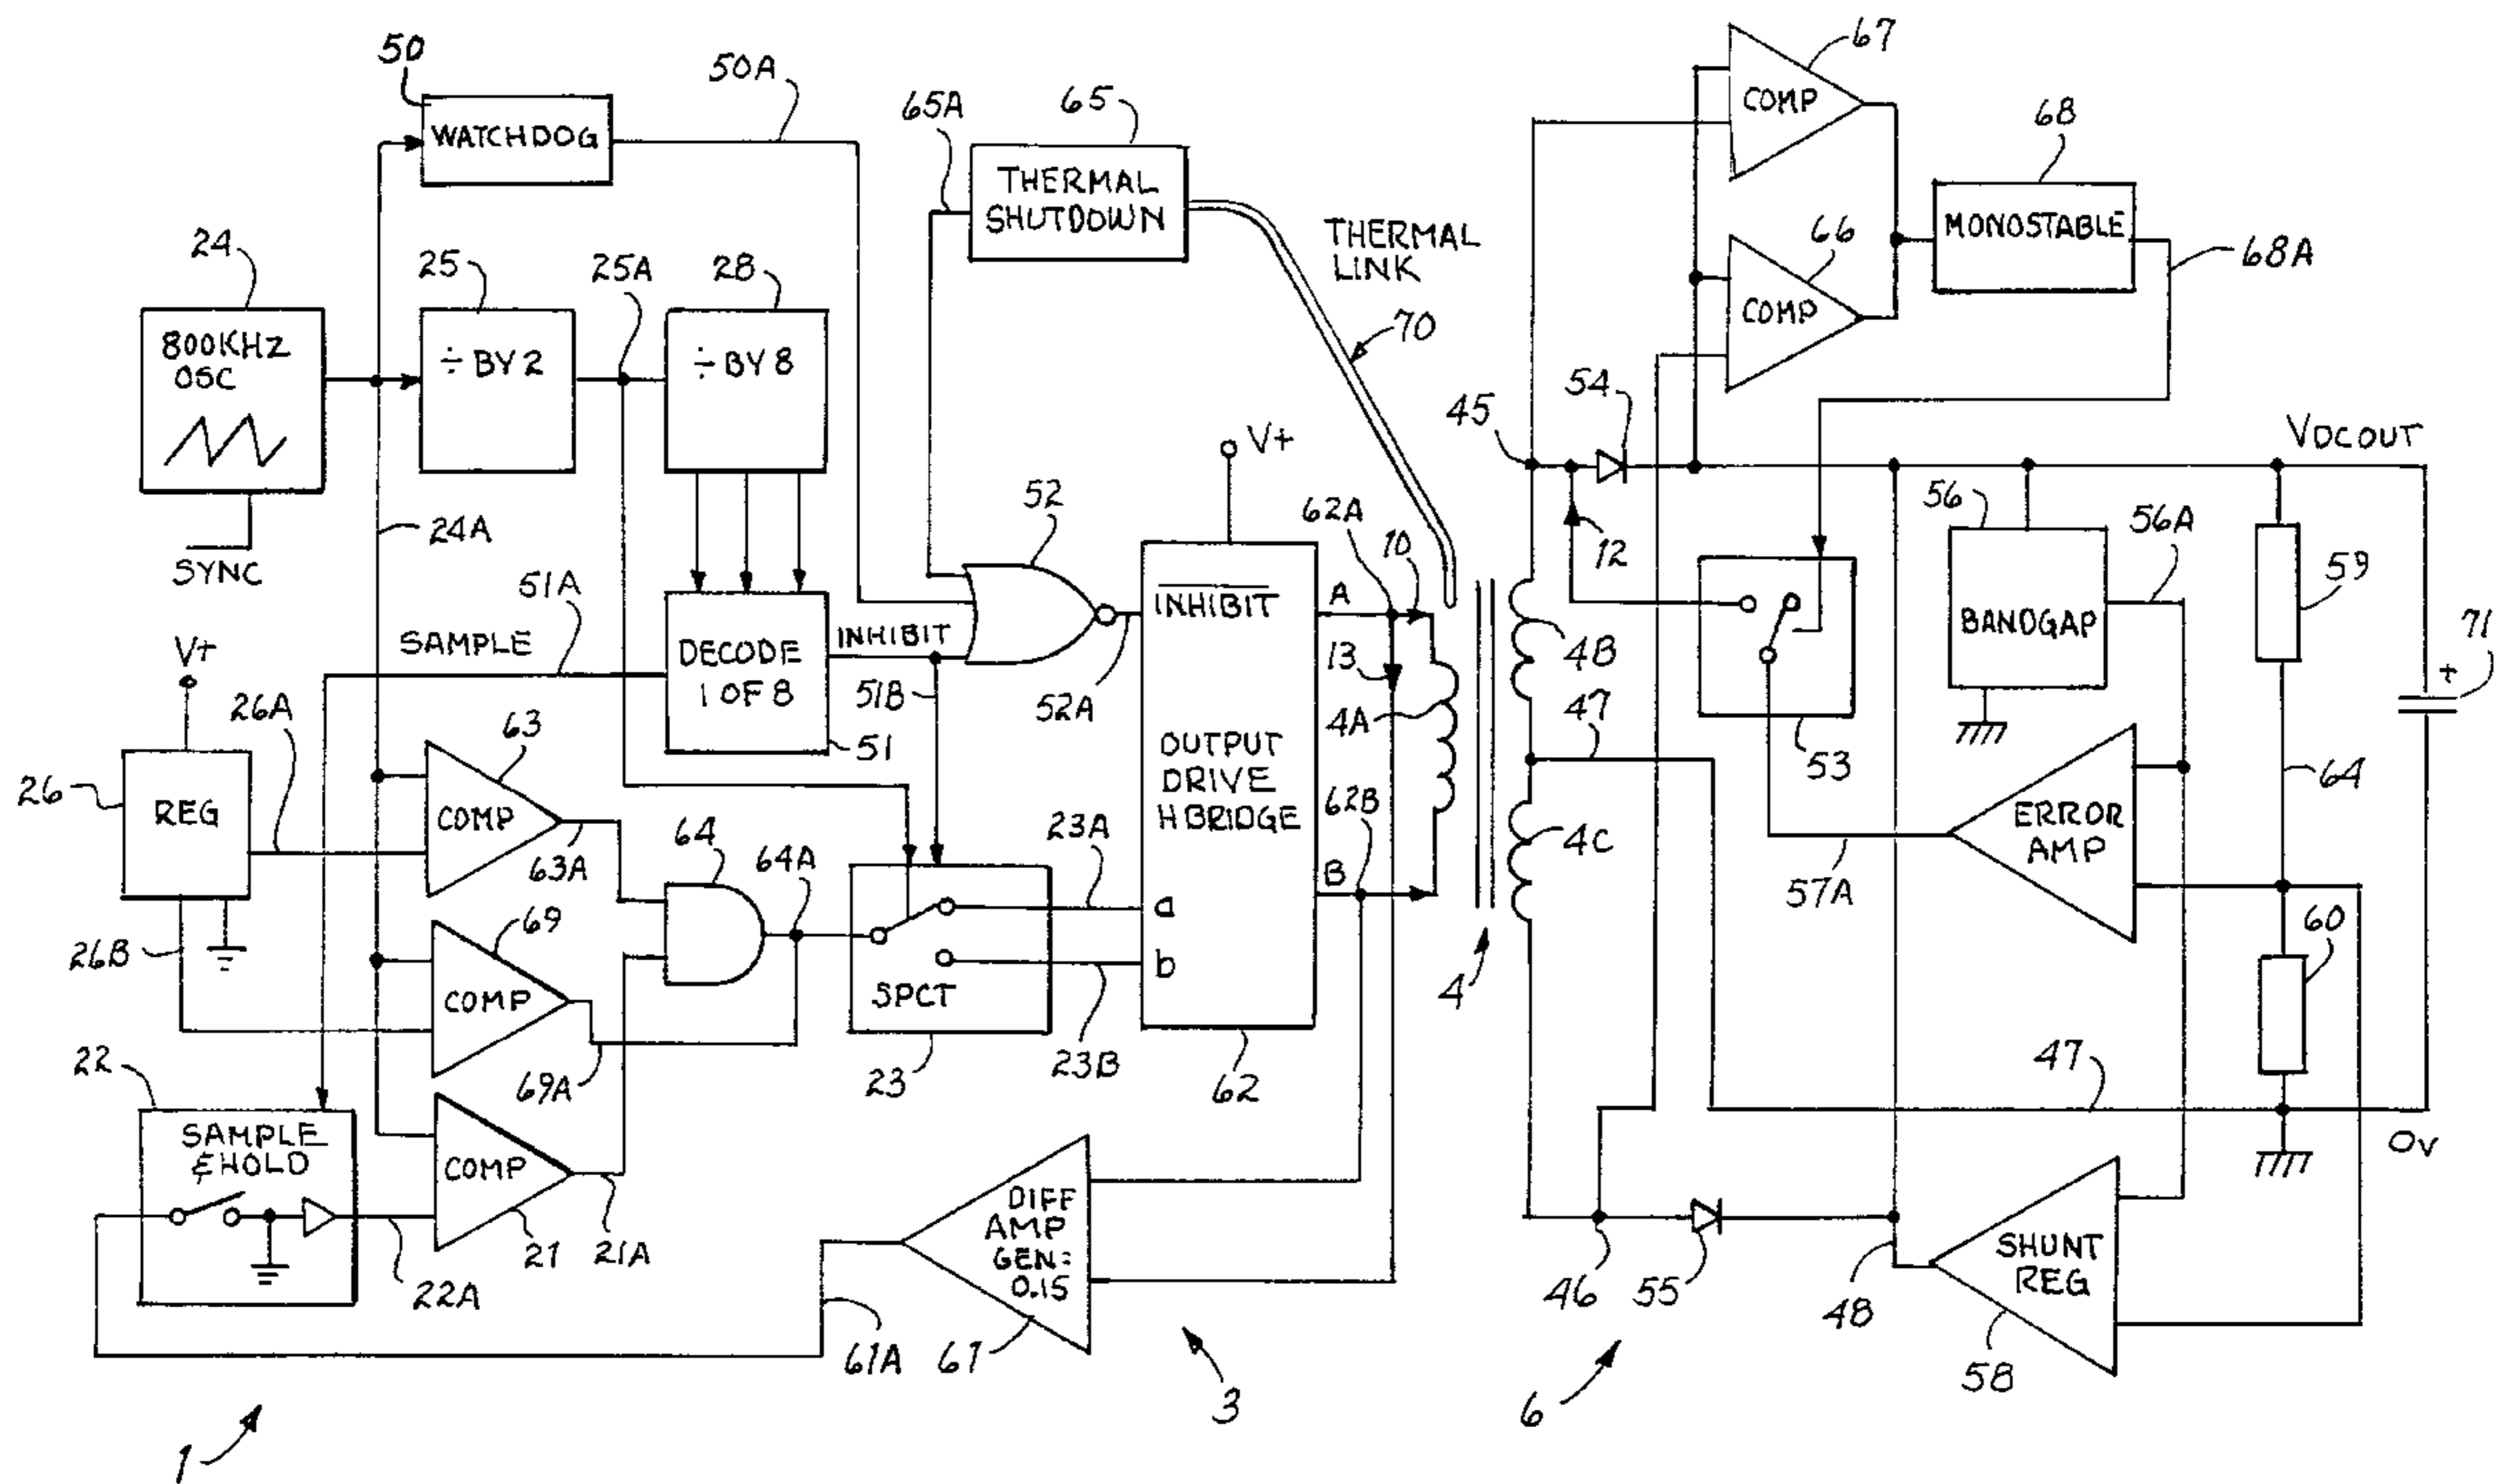 50
WATCHDOG
50A
65A
65
THERMAL
SHUTDOWN
THERMAL
LINK
70
67
COMP
66
COMP
68
MONOSTABLE
68A
24
800KHZ
OSC
SYNC
25
÷ BY 2
25A
28
÷ BY 8
24A
51A
SAMPLE
DECODE
1 OF 8
51
INHIBIT
51B
52
52A
V+
INHIBIT
OUTPUT
DRIVE
H BRIDGE
a
b
62
62A
A
10
13
4A
62B
B
45
54
12
4B
47
4C
4
53
VDCOUT
56
BANDGAP
56A
59
71
+
64
ERROR
AMP
57A
60
47
0V
V+
26A
26
REG
26B
63
COMP
63A
69
COMP
69A
64
64A
SPCT
23
23A
23B
22
SAMPLE
& HOLD
22A
COMP
21
21A
DIFF
AMP
GEN=
0.15
61A
67
3
46
55
48
SHUNT
REG
58
6
1